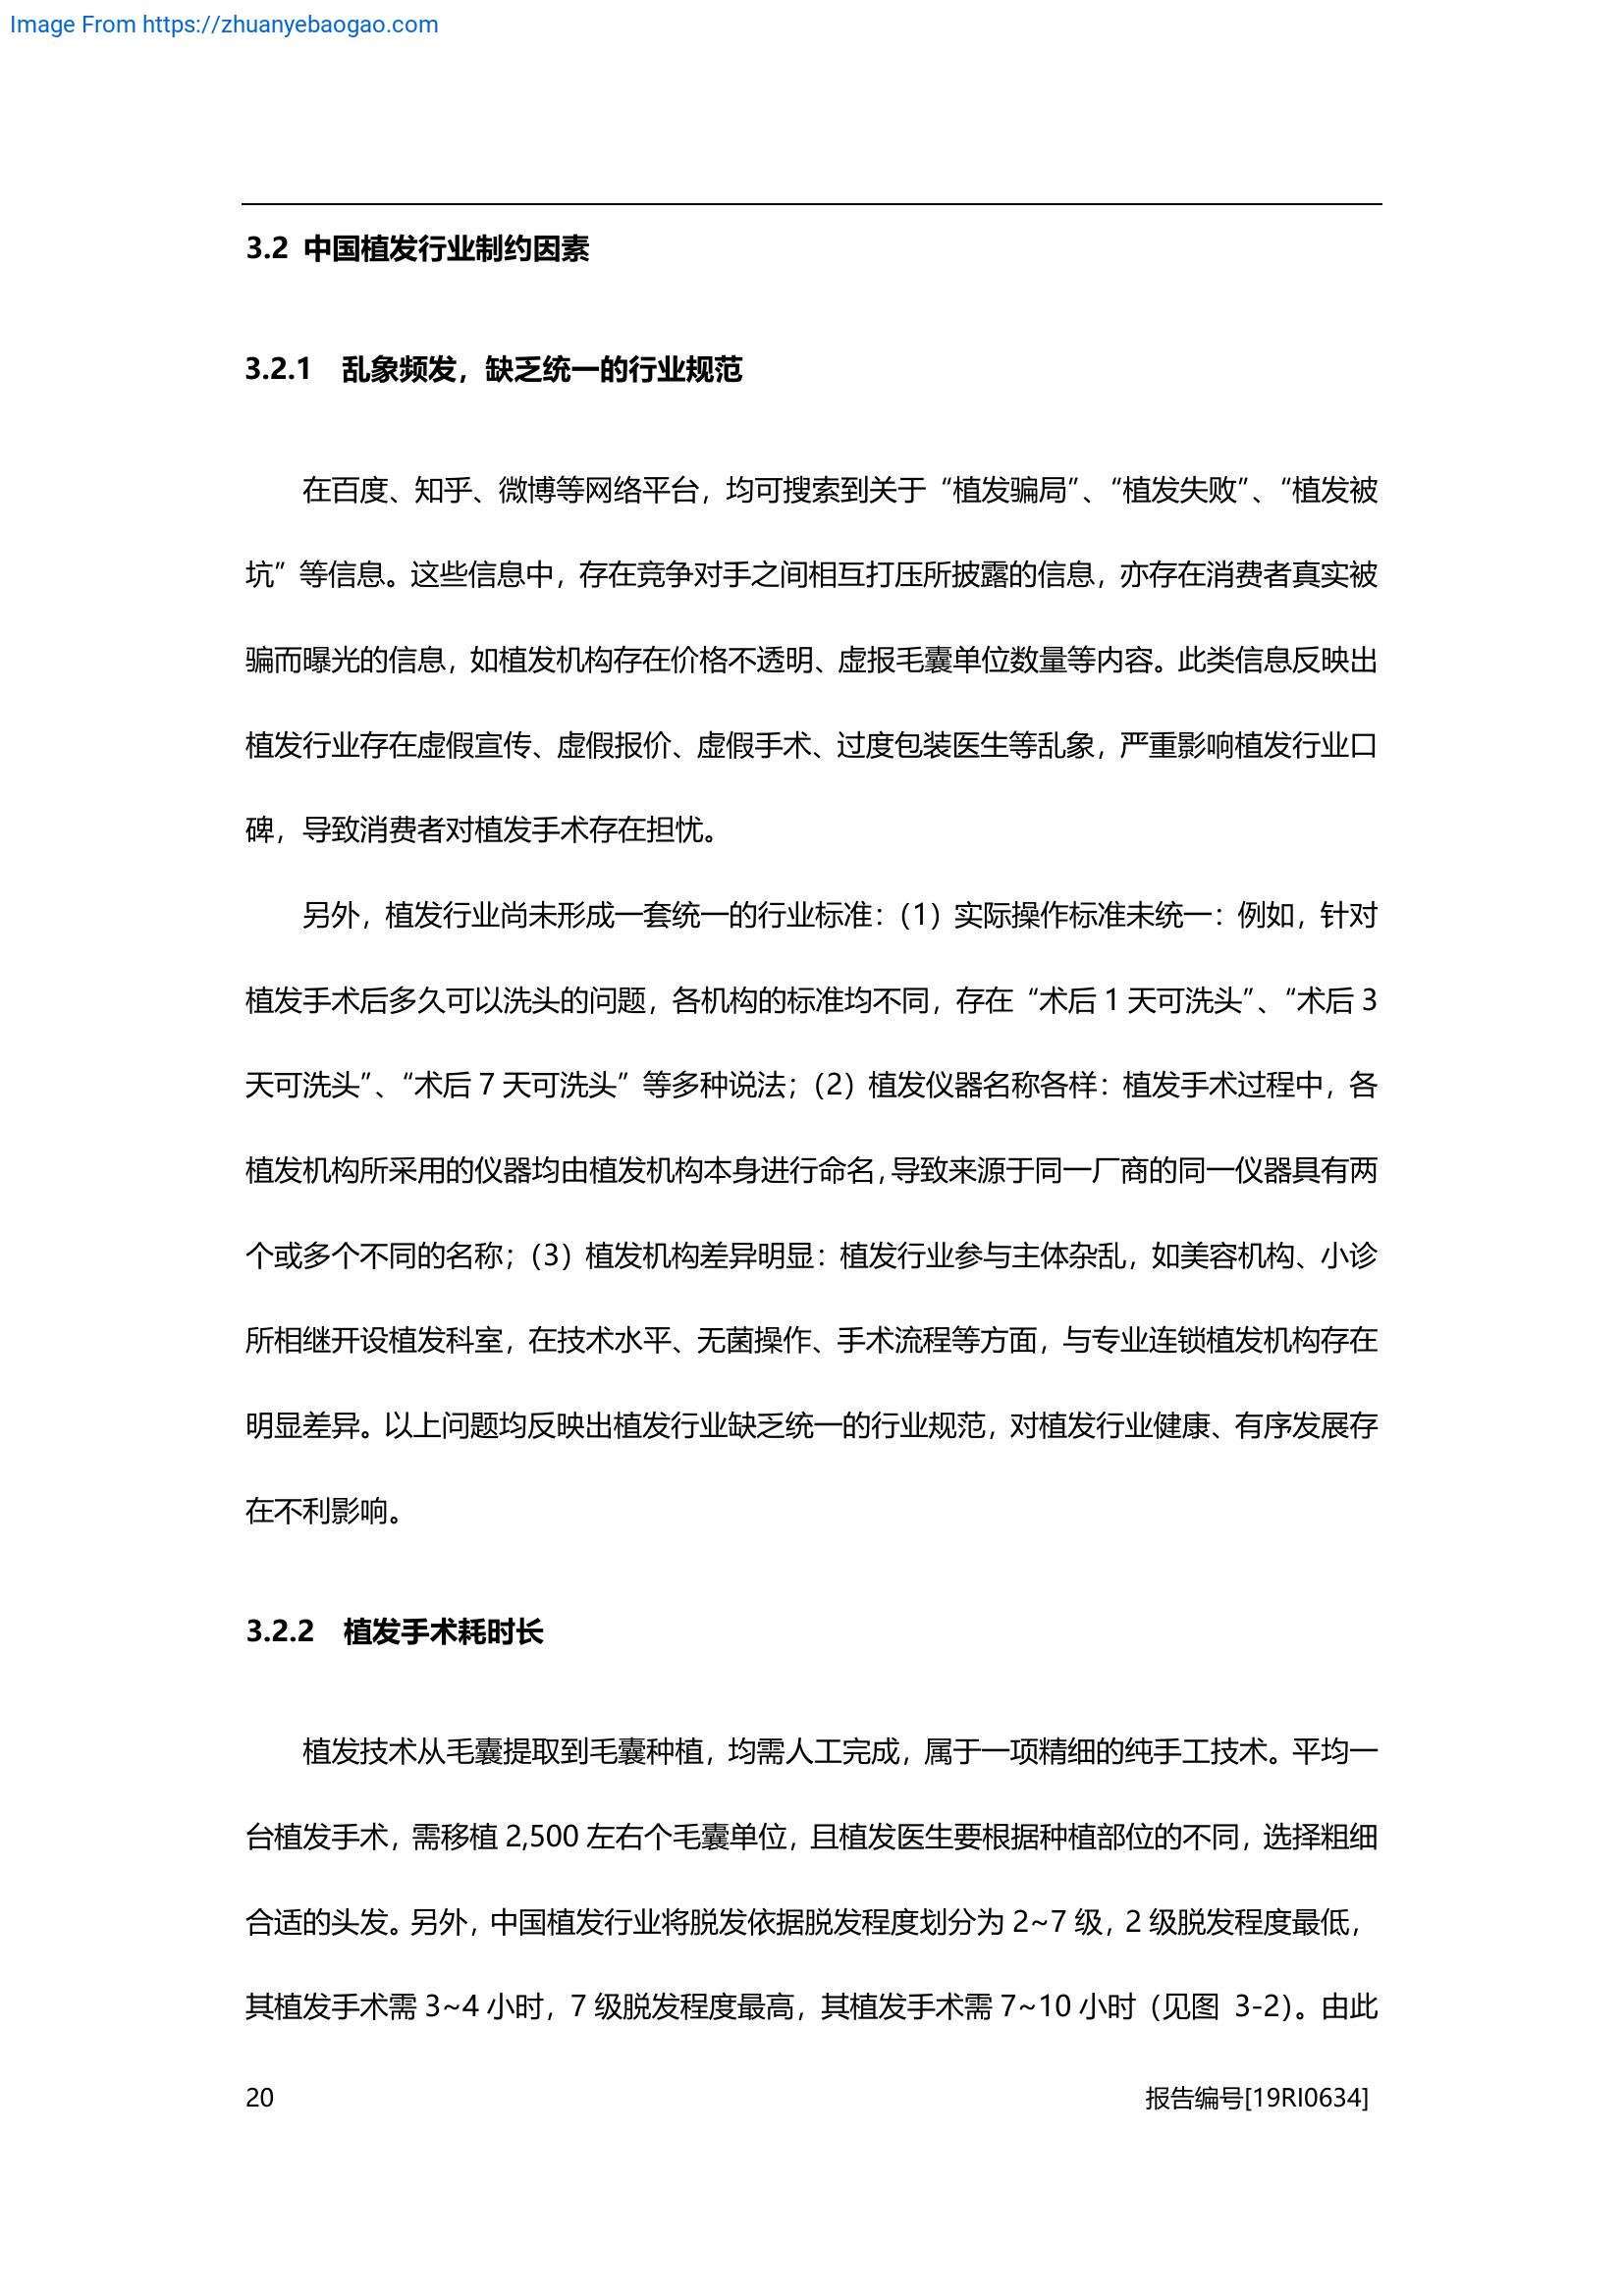 Image From https://zhuanyebaogao.com
3.2 中国植发行业制约因素
3.2.1 乱象频发，缺乏统一的行业规范
在百度、知乎、微博等网络平台，均可搜索到关于“植发骗局”、“植发失败”、“植发被
坑”等信息。这些信息中，存在竞争对手之间相互打压所披露的信息，亦存在消费者真实被
骗而曝光的信息，如植发机构存在价格不透明、虚报毛囊单位数量等内容。此类信息反映出
植发行业存在虚假宣传、虚假报价、虚假手术、过度包装医生等乱象，严重影响植发行业口
碑，导致消费者对植发手术存在担忧。
另外，植发行业尚未形成一套统一的行业标准：（1）实际操作标准未统一：例如，针对
植发手术后多久可以洗头的问题，各机构的标准均不同，存在“术后 1 天可洗头”、“术后 3
天可洗头”、“术后 7 天可洗头”等多种说法；（2）植发仪器名称各样：植发手术过程中，各
植发机构所采用的仪器均由植发机构本身进行命名，导致来源于同一厂商的同一仪器具有两
个或多个不同的名称；（3）植发机构差异明显：植发行业参与主体杂乱，如美容机构、小诊
所相继开设植发科室，在技术水平、无菌操作、手术流程等方面，与专业连锁植发机构存在
明显差异。以上问题均反映出植发行业缺乏统一的行业规范，对植发行业健康、有序发展存
在不利影响。
3.2.2 植发手术耗时长
植发技术从毛囊提取到毛囊种植，均需人工完成，属于一项精细的纯手工技术。平均一
台植发手术，需移植 2,500 左右个毛囊单位，且植发医生要根据种植部位的不同，选择粗细
合适的头发。另外，中国植发行业将脱发依据脱发程度划分为 2~7 级，2 级脱发程度最低，
其植发手术需 3~4 小时，7 级脱发程度最高，其植发手术需 7~10 小时（见图 3-2）。由此
20 报告编号[19RI0634]